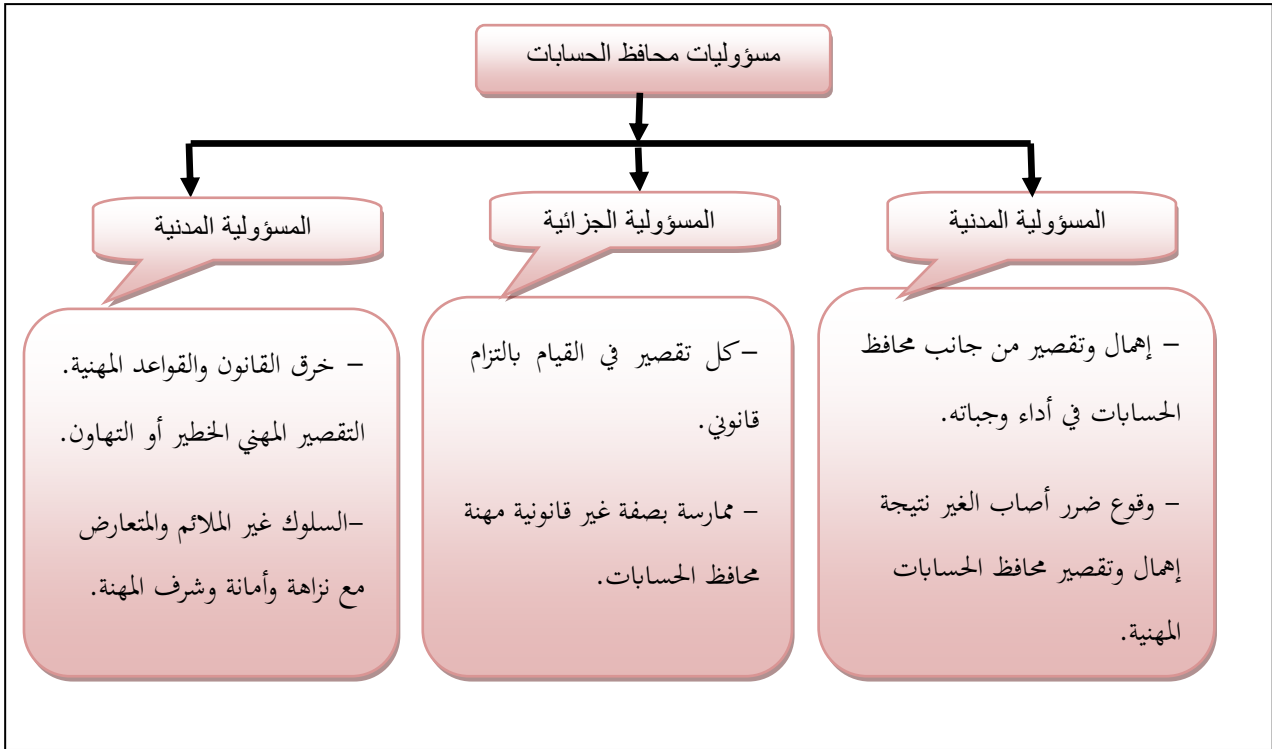 مسؤوليات محافظ الحسابات
المسؤولية المدنية
– إهمال وتقصير من جانب محافظ
الحسابات في أداء وجباته.
– وقوع ضرر أصاب الغير نتيجة
إهمال وتقصير محافظ الحسابات
المهنية.
المسؤولية الجزائية
–كل تقصير في القيام بالتزام
قانوني.
– ممارسة بصفة غير قانونية مهنة
محافظ الحسابات.
المسؤولية المدنية
– خرق القانون والقواعد المهنية.
التقصير المهني الخطير أو التهاون.
–السلوك غير الملائم والمتعارض
مع نزاهة وأمانة وشرف المهنة.